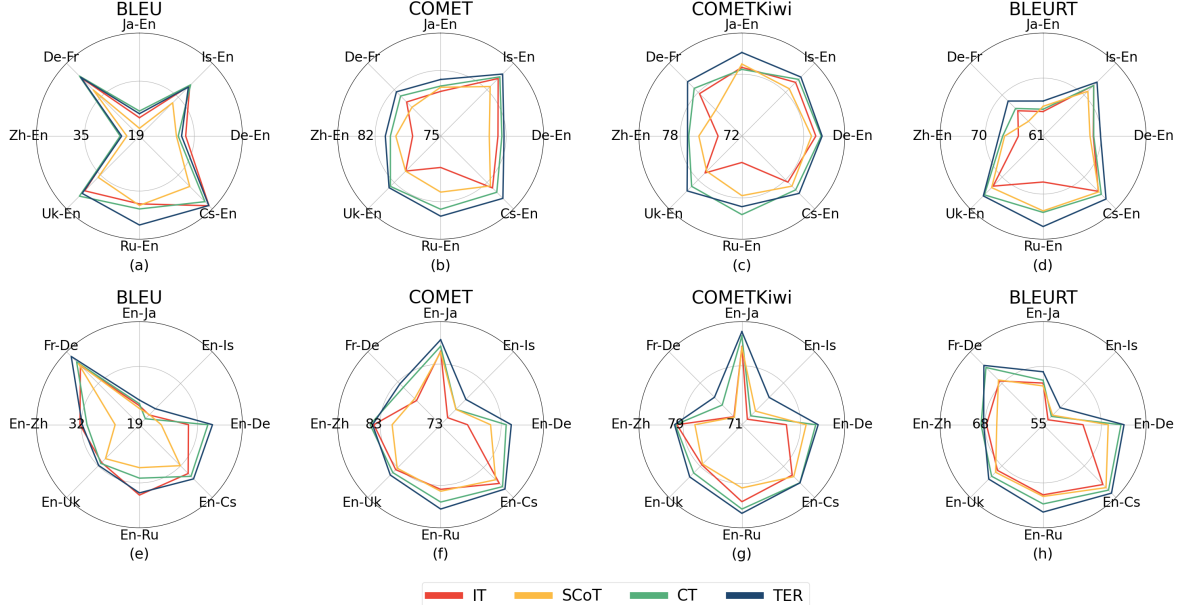 BLEU
Ja-En
De-Fr
Is-En
Zh-En
35
19
De-En
Uk-En
Cs-En
Ru-En
(a)
COMET
Ja-En
De-Fr
Is-En
Zh-En
82
75
De-En
Uk-En
Cs-En
Ru-En
(b)
COMETKiwi
Ja-En
De-Fr
Is-En
Zh-En
78
72
De-En
Uk-En
Cs-En
Ru-En
(c)
BLEURT
Ja-En
De-Fr
Is-En
Zh-En
70
61
De-En
Uk-En
Cs-En
Ru-En
(d)
BLEU
En-Ja
Fr-De
En-Is
En-Zh
32
19
En-De
En-Uk
En-Cs
En-Ru
(e)
COMET
En-Ja
Fr-De
En-Is
En-Zh
83
73
En-De
En-Uk
En-Cs
En-Ru
(f)
COMETKiwi
En-Ja
Fr-De
En-Is
En-Zh
79
71
En-De
En-Uk
En-Cs
En-Ru
(g)
BLEURT
En-Ja
Fr-De
En-Is
En-Zh
68
55
En-De
En-Uk
En-Cs
En-Ru
(h)
IT SCoT CT TER